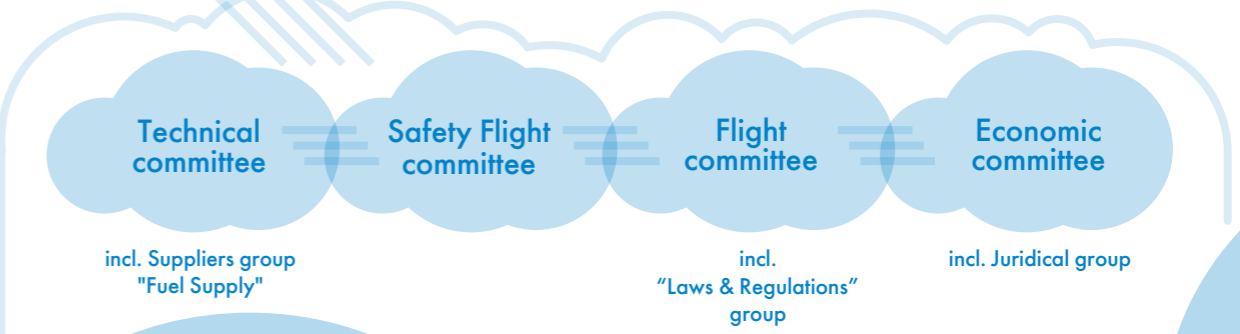 Technical
committee
Safety Flight
committee
Flight
committee
Economic
committee
incl. Suppliers group
"Fuel Supply"
incl.
“Laws & Regulations”
group
incl. Juridical group